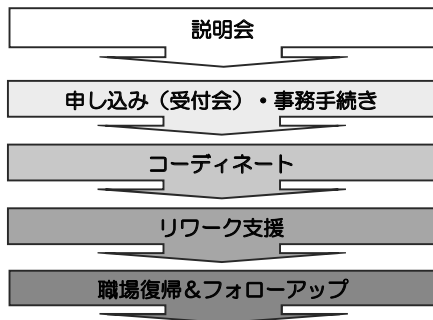 説明会
申し込み（受付会）・事務手続き
コーディネート
リワーク支援
職場復帰＆フォローアップ